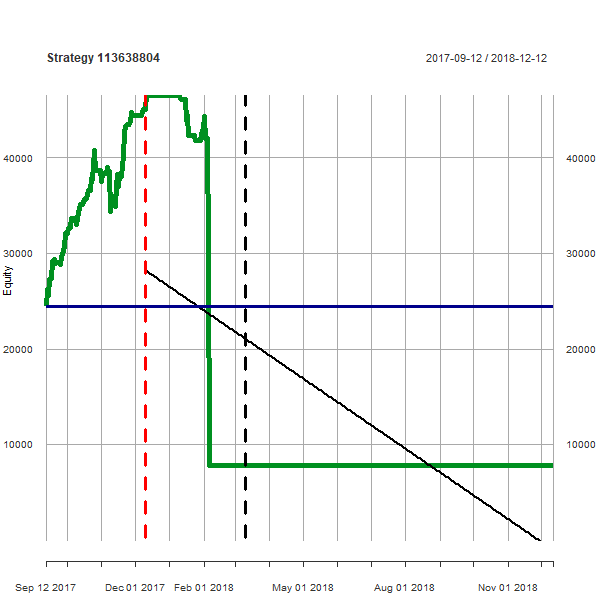 Strategy 113638804
2017-09-12 / 2018-12-12
40000
40000
30000
30000
Equity
20000
20000
10000
10000
Sep 12 2017
Dec 01 2017
Feb 01 2018
May 01 2018
Aug 01 2018
Nov 01 2018